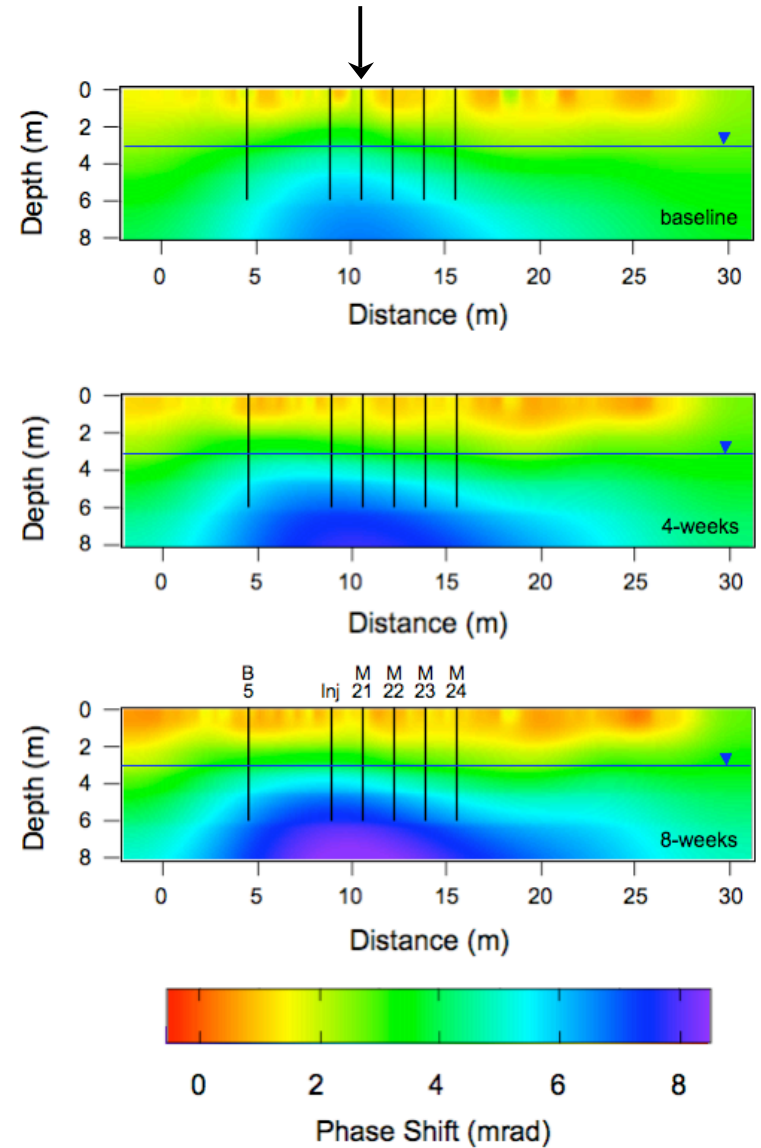 0
2
4
6
8
Depth (m)
baseline
0 5 10 15 20 25 30
Distance (m)
0
2
4
6
8
Depth (m)
4-weeks
0 5 10 15 20 25 30
Distance (m)
B M M M M
5 Inj 21 22 23 24
0
2
4
6
8
Depth (m)
8-weeks
0 5 10 15 20 25 30
Distance (m)
0 2 4 6 8
Phase Shift (mrad)